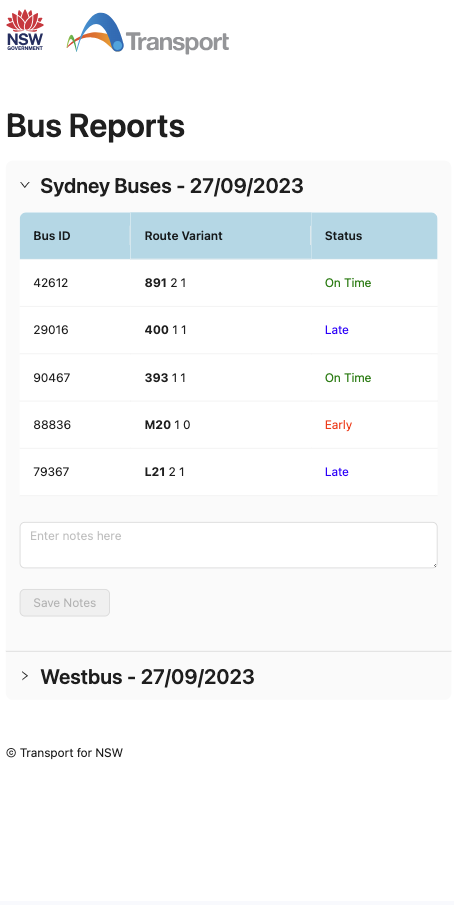 NSW
GOVERNMENT
Transport
Bus Reports
Sydney Buses - 27/09/2023
Bus ID Route Variant Status
42612 891 2 1 On Time
29016 400 1 1 Late
90467 393 1 1 On Time
88836 M20 1 0 Early
79367 L21 2 1 Late
Enter notes here
Save Notes
Westbus - 27/09/2023
© Transport for NSW